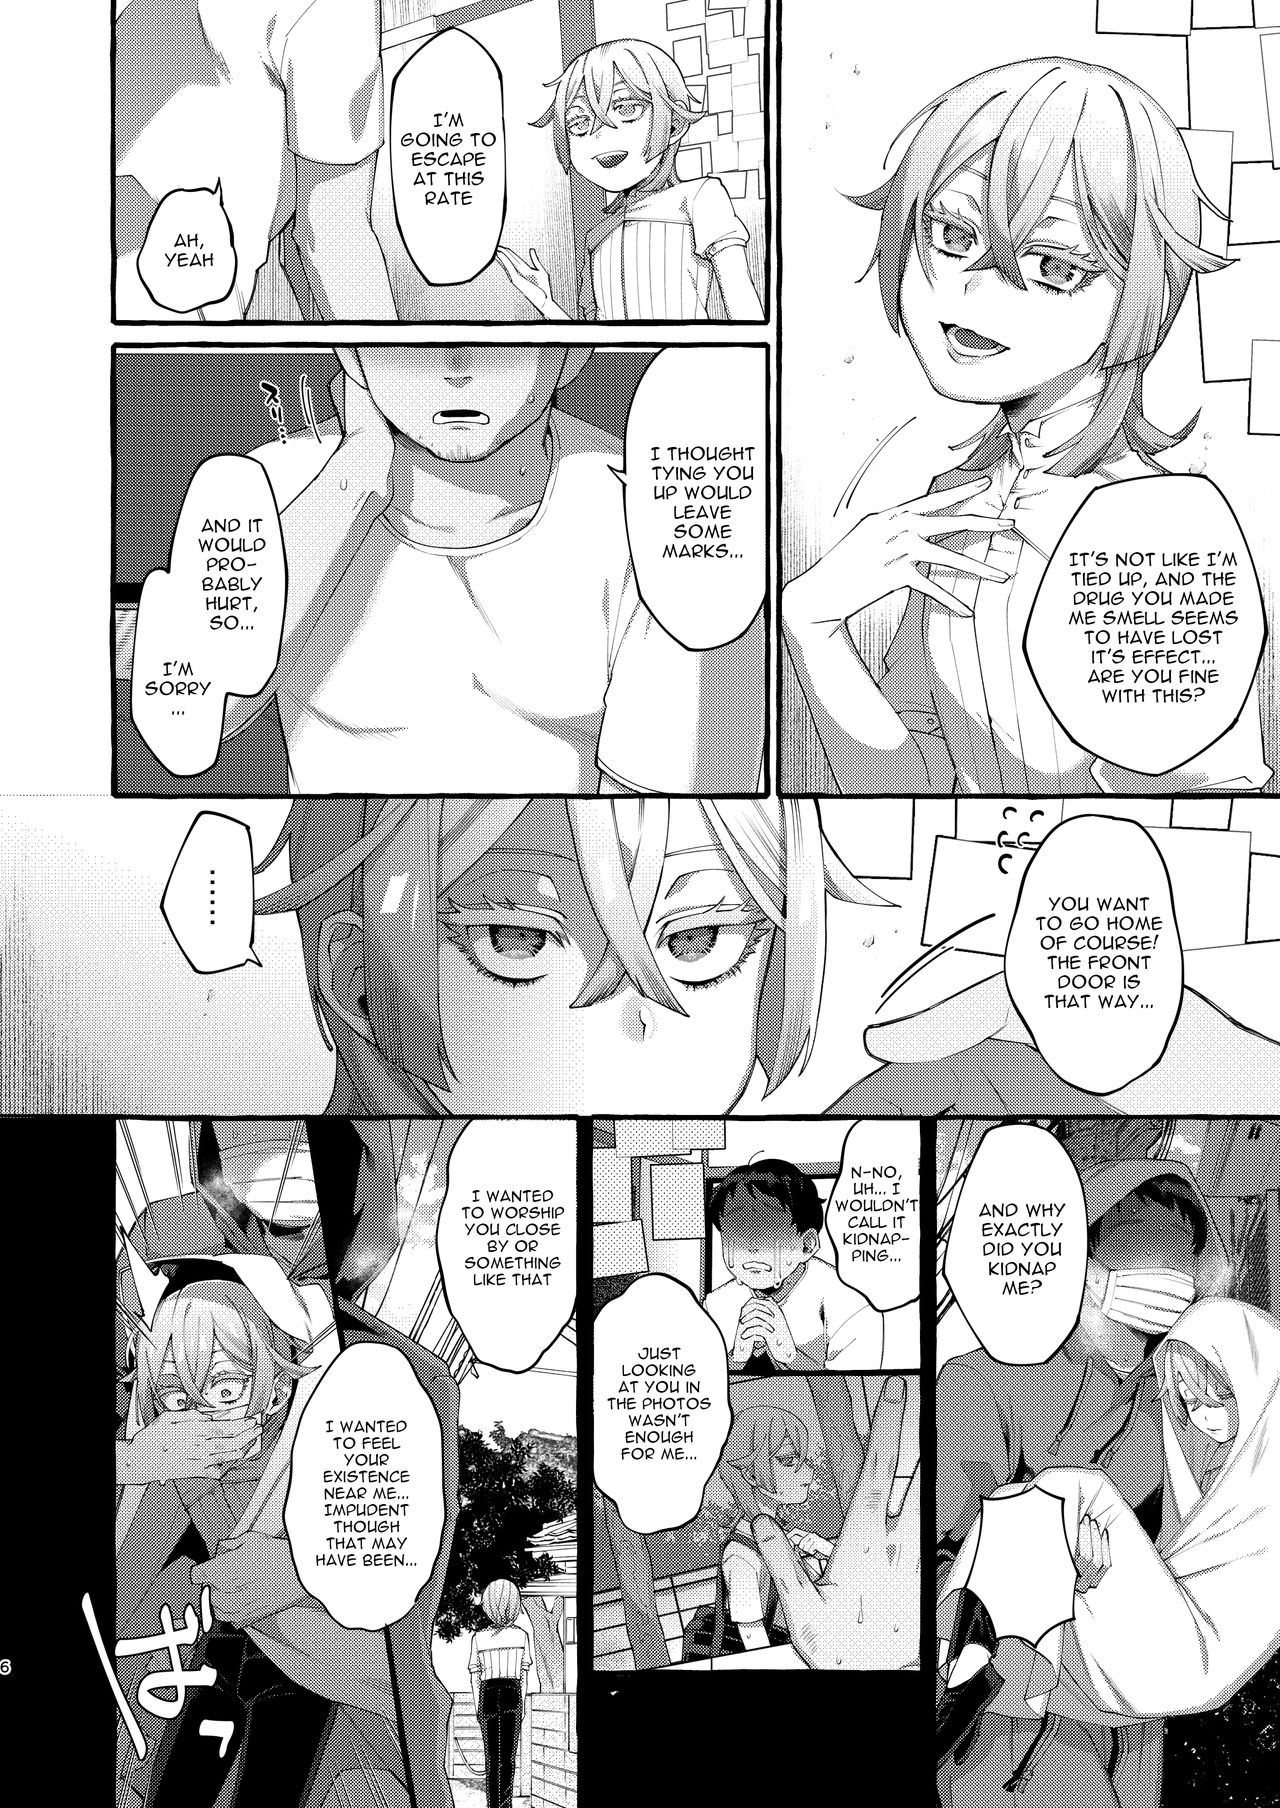 IT'S NOT LIKE I'M
TIED UP, AND THE
DRUG YOU MADE
ME SMELL SEEMS
TO HAVE LOST
IT'S EFFECT...
ARE YOU FINE
WITH THIS?
I'M
GOING TO
ESCAPE
AT THIS
RATE
AH,
YEAH
I THOUGHT
TYING YOU
UP WOULD
LEAVE
SOME
MARKS...
スリ…
AND IT
WOULD
PRO-
BABLY
HURT,
SO...
I'M
SORRY
...
YOU WANT
TO GO HOME
OF COURSE!
THE FRONT
DOOR IS
THAT WAY...
........
AND WHY
EXACTLY
DID YOU
KIDNAP
ME?
N-NO,
UH... I
WOULDN'T
CALL IT
KIDNAP-
PING...
JUST
LOOKING
AT YOU IN
THE PHOTOS
WASN'T
ENOUGH
FOR ME...
I WANTED
TO WORSHIP
YOU CLOSE
BY OR
SOMETHING
LIKE THAT
I WANTED
TO FEEL
YOUR
EXISTENCE
NEAR ME...
IMPUDENT
THOUGH
THAT MAY
HAVE BEEN...
がばっ
6